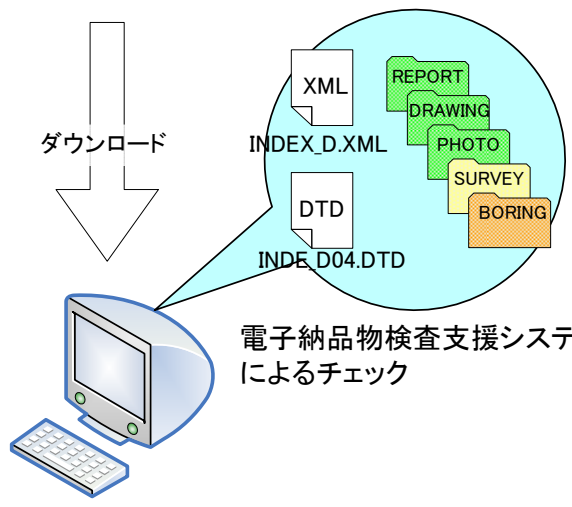 XML
REPORT
DRAWING
ダウンロード
INDEX_D.XML
PHOTO
SURVEY
DTD
BORING
INDE_D04.DTD
電子納品物検査支援システ
によるチェック